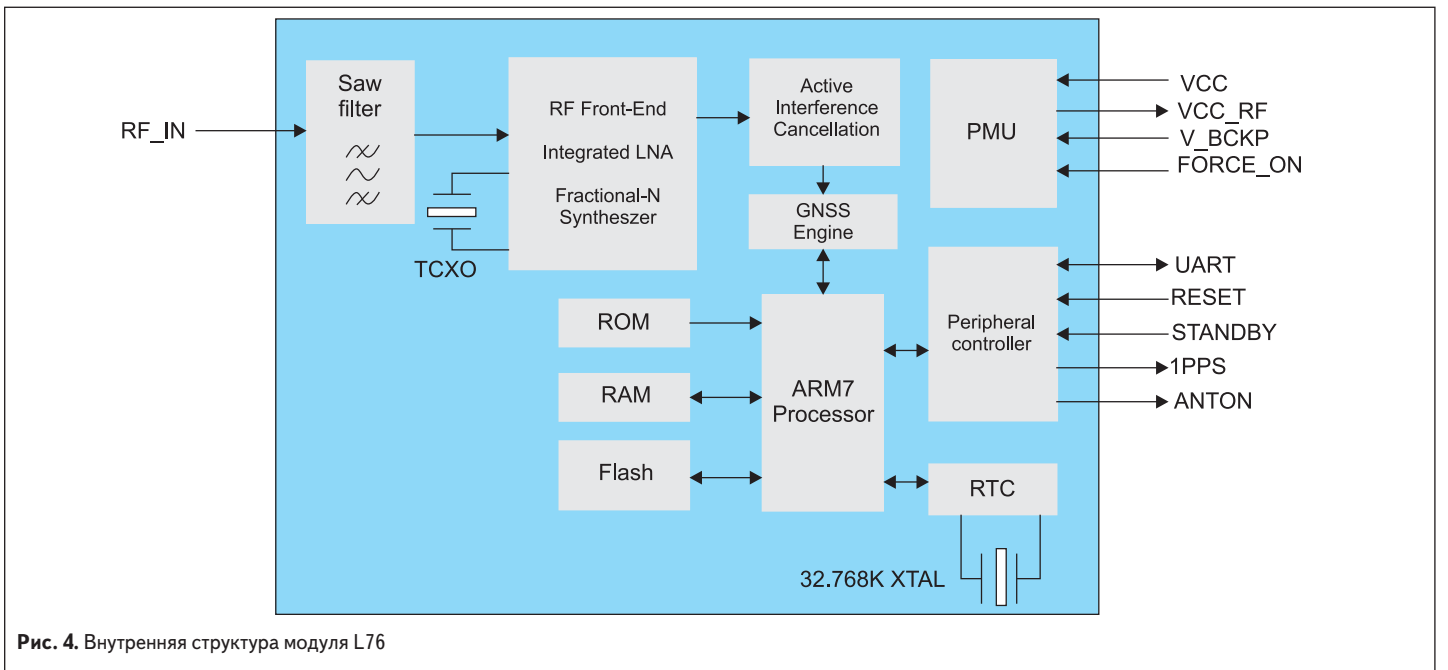 RF_IN
Saw
filter
TCXO
RF Front-End
Integrated LNA
Fractional-N
Syntheszer
Active
Interference
Cancellation
GNSS
Engine
PMU
VCC
VCC_RF
V_BCKP
FORCE_ON
ROM
RAM
Flash
ARM7
Processor
Peripheral
controller
UART
RESET
STANDBY
1PPS
ANTON
RTC
32.768K XTAL
Рис. 4. Внутренняя структура модуля L76